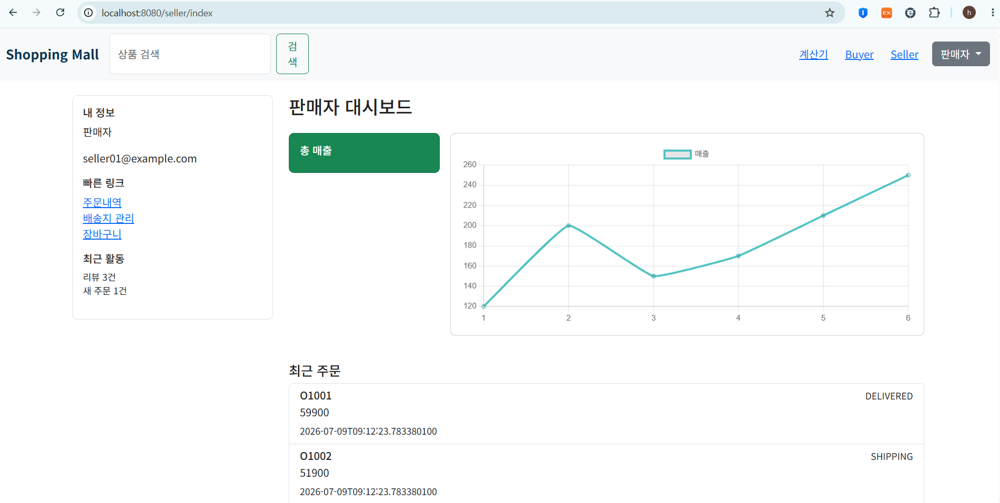 localhost:8080/seller/index
EX
h
Shopping Mall
상품 검색
검
색
계산기
Buyer
Seller
판매자
내 정보
판매자
seller01@example.com
빠른 링크
주문내역
배송지 관리
장바구니
최근 활동
리뷰 3건
새 주문 1건
판매자 대시보드
총 매출
매출
260
240
220
200
180
160
140
120
1 2 3 4 5 6
최근 주문
O1001 DELIVERED
59900
2026-07-09T09:12:23.783380100
O1002 SHIPPING
51900
2026-07-09T09:12:23.783380100